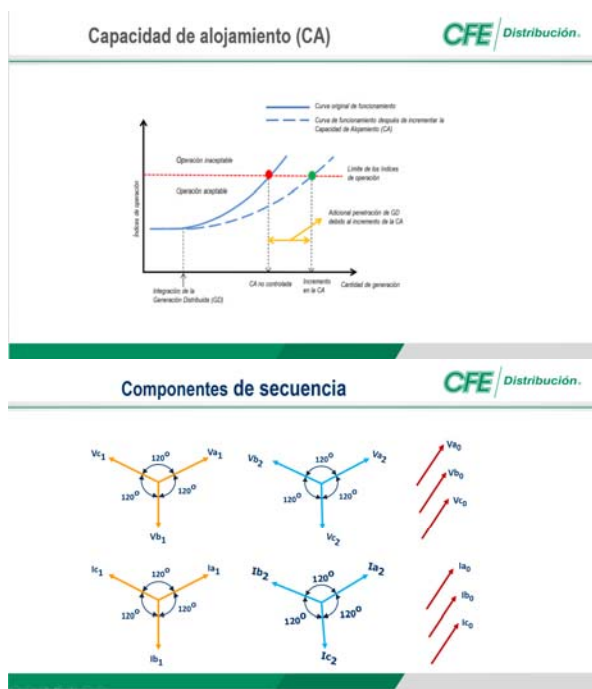 Capacidad de alojamiento (CA)
CFE Distribución®
Curva original de funcionamiento
Curva de funcionamiento después de incrementar la
Capacidad de Alojamiento (CA)
Operación inaceptable
Límite de los índices
de operación
Operación aceptable
Índices de operación
Adicional penetración de GD
debido al incremento de la CA
Integración de la
Generación Distribuida (GD)
CA no controlada
Incremento
en la CA
Cantidad de generación
Componentes de secuencia
CFE Distribución®
Vc1
120°
Va1
120°
120°
Vb1
Vb2
120°
Va2
120°
120°
Vc2
Va0
Vb0
Vc0
Ic1
120°
Ia1
120°
120°
Ib1
Ib2
120°
Ia2
120°
120°
Ic2
Ia0
Ib0
Ic0